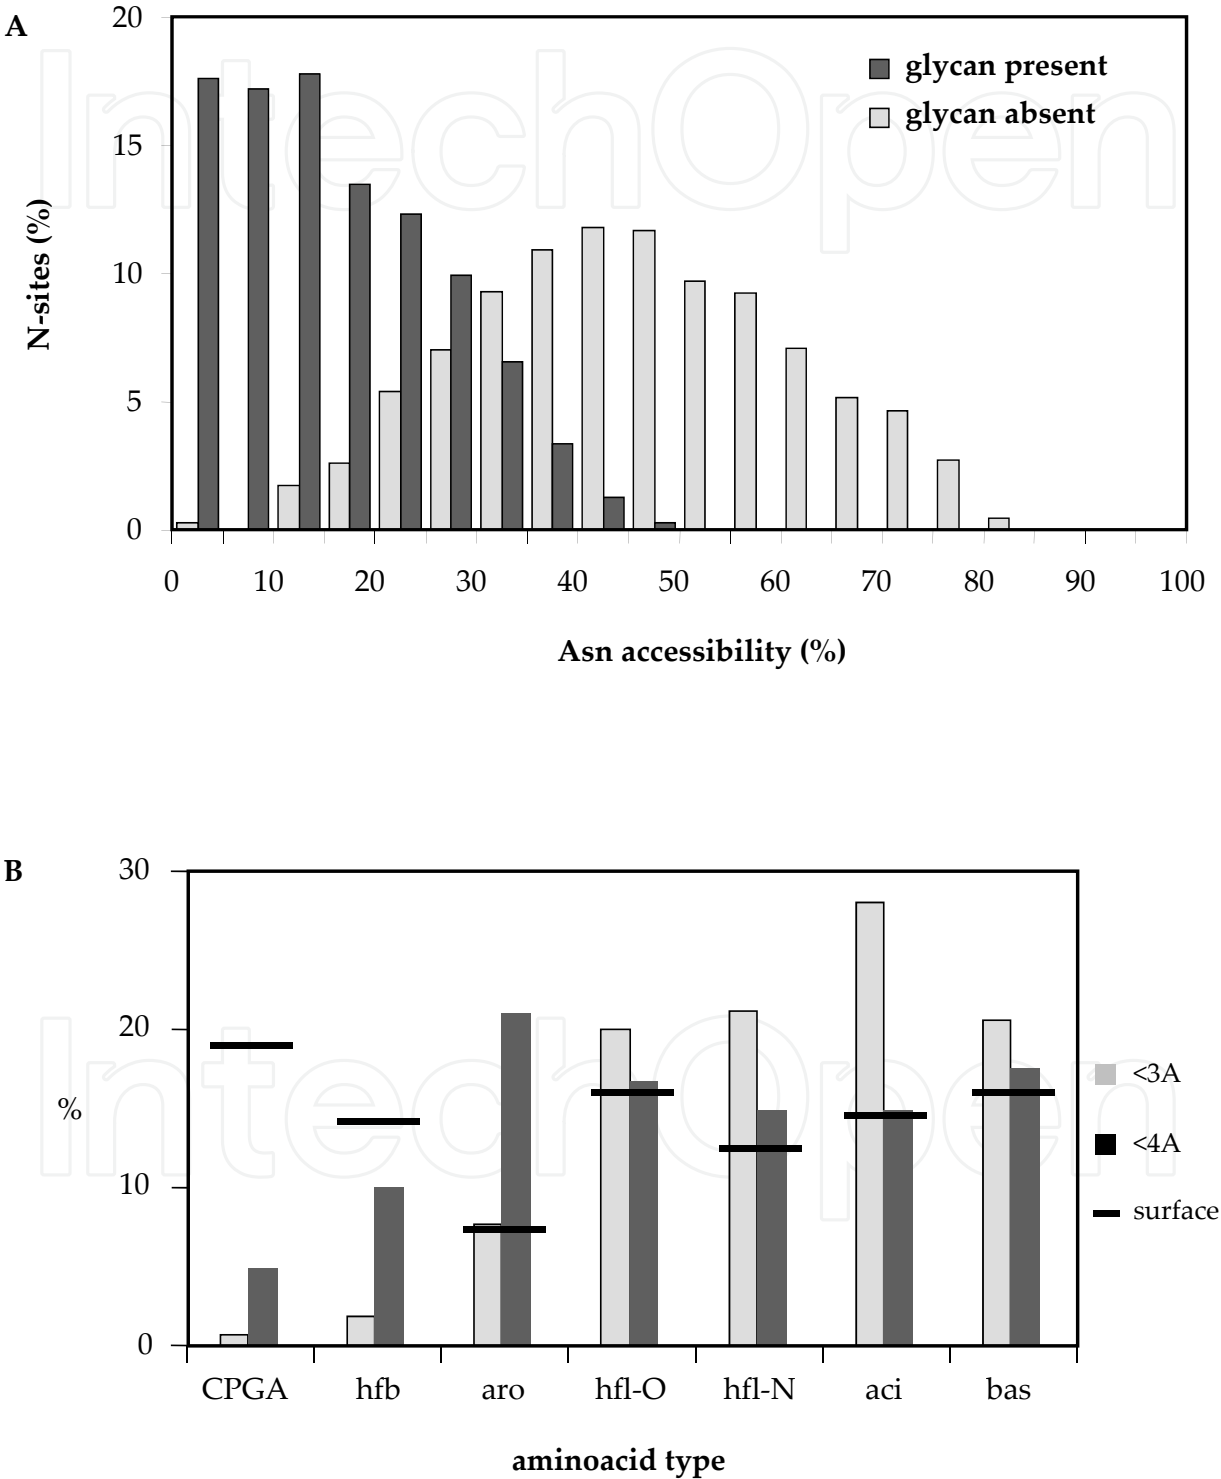 A
20
15
10
5
0
N-sites (%)
glycan present
glycan absent
0 10 20 30 40 50 60 70 80 90 100
Asn accessibility (%)
IntechOpen
B
30
20
10
0
%
<3A
<4A
surface
CPGA hfb aro hfl-O hfl-N aci bas
aminoacid type
IntechOpen